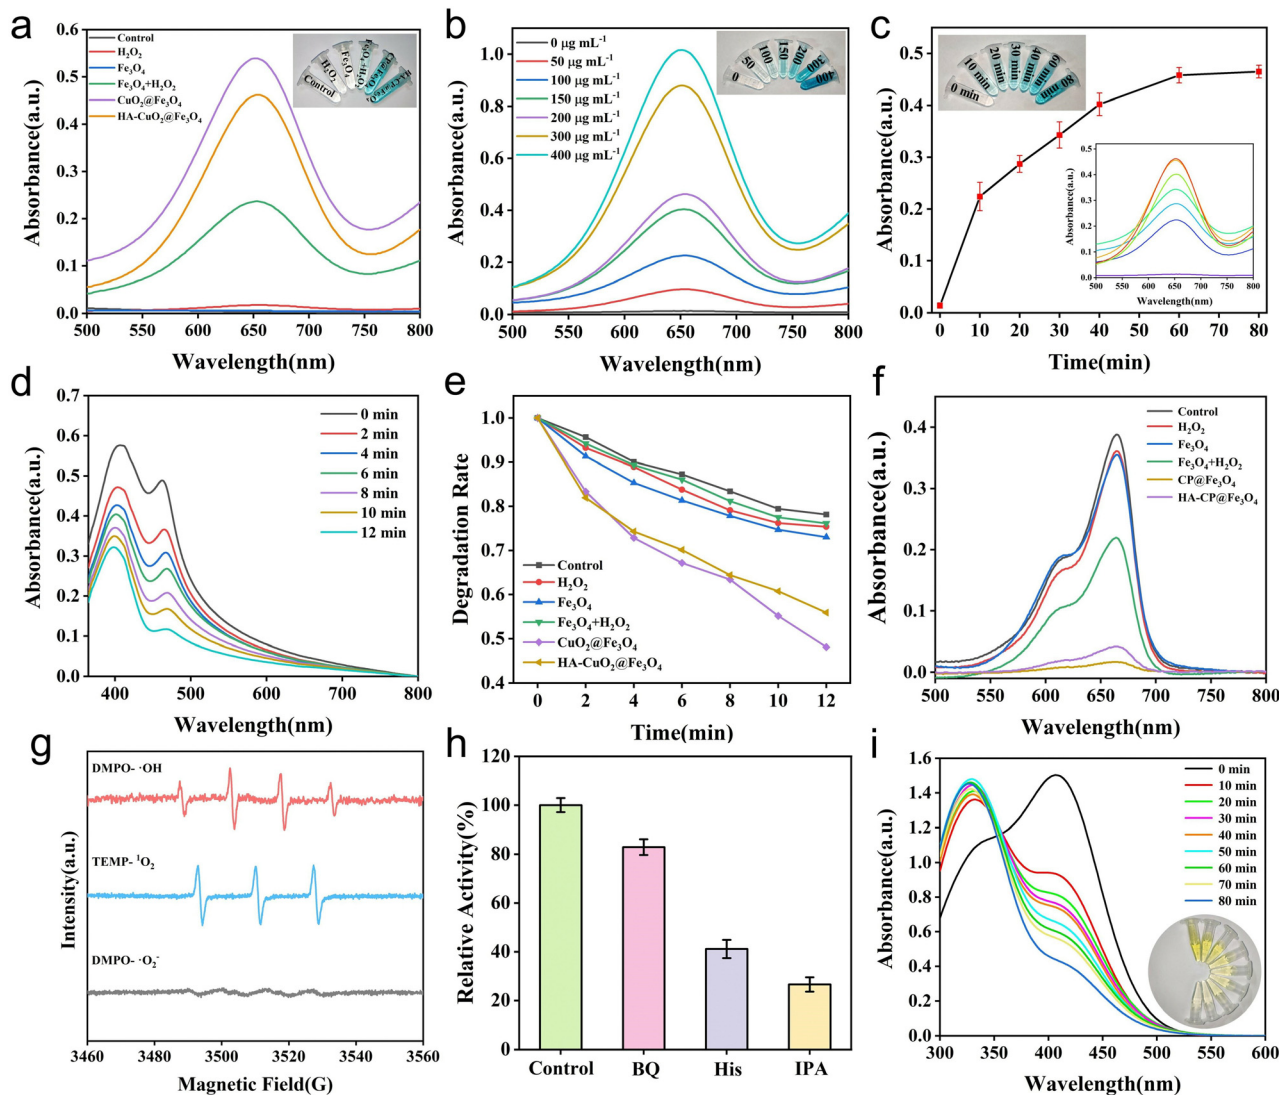 a
Absorbance(a.u.)
0.6
0.5
0.4
0.3
0.2
0.1
0.0
Control
H₂O₂
Fe₃O₄
Fe₃O₄+H₂O₂
CuO₂@Fe₃O₄
HA-CuO₂@Fe₃O₄
Control
H₂O₂
Fe₃O₄
500 550 600 650 700 750 800
Wavelength(nm)
b
Absorbance(a.u.)
1.0
0.8
0.6
0.4
0.2
0.0
0 μg mL⁻¹
50 μg mL⁻¹
100 μg mL⁻¹
150 μg mL⁻¹
200 μg mL⁻¹
300 μg mL⁻¹
400 μg mL⁻¹
0 50 100 150 200 300 400
500 600 700 800
Wavelength(nm)
c
Absorbance(a.u.)
0.5
0.4
0.3
0.2
0.1
0.0
0 min 10 min 20 min 30 min 40 min 60 min 80 min
Absorbance(a.u.)
0.5
0.4
0.3
0.2
0.1
0.0
500 550 600 650 700 750 800
Wavelength(nm)
0 10 20 30 40 50 60 70 80
Time(min)
d
Absorbance(a.u.)
0.7
0.6
0.5
0.4
0.3
0.2
0.1
0.0
0 min
2 min
4 min
6 min
8 min
10 min
12 min
400 500 600 700 800
Wavelength(nm)
e
Degradation Rate
1.0
0.9
0.8
0.7
0.6
0.5
0.4
Control
H₂O₂
Fe₃O₄
Fe₃O₄+H₂O₂
CuO₂@Fe₃O₄
HA-CuO₂@Fe₃O₄
0 2 4 6 8 10 12
Time(min)
f
Absorbance(a.u.)
0.4
0.3
0.2
0.1
0.0
Control
H₂O₂
Fe₃O₄
Fe₃O₄+H₂O₂
CP@Fe₃O₄
HA-CP@Fe₃O₄
500 550 600 650 700 750 800
Wavelength(nm)
g
Intensity(a.u.)
DMPO- ·OH
TEMP- ¹O₂
DMPO- ·O₂⁻
3460 3480 3500 3520 3540 3560
Magnetic Field(G)
h
Relative Activity(%)
120
100
80
60
40
20
0
Control BQ His IPA
i
Absorbance(a.u.)
1.6
1.4
1.2
1.0
0.8
0.6
0.4
0.2
0.0
0 min
10 min
20 min
30 min
40 min
50 min
60 min
70 min
80 min
300 350 400 450 500 550 600
Wavelength(nm)